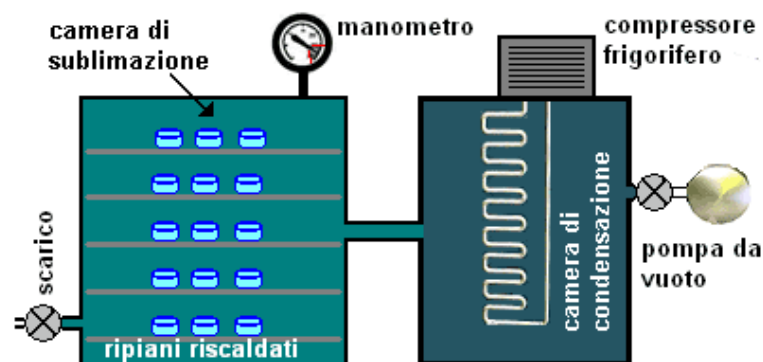 camera di
sublimazione
manometro
compressore
frigorifero
scarico
ripiani riscaldati
camera di
condensazione
pompa da
vuoto